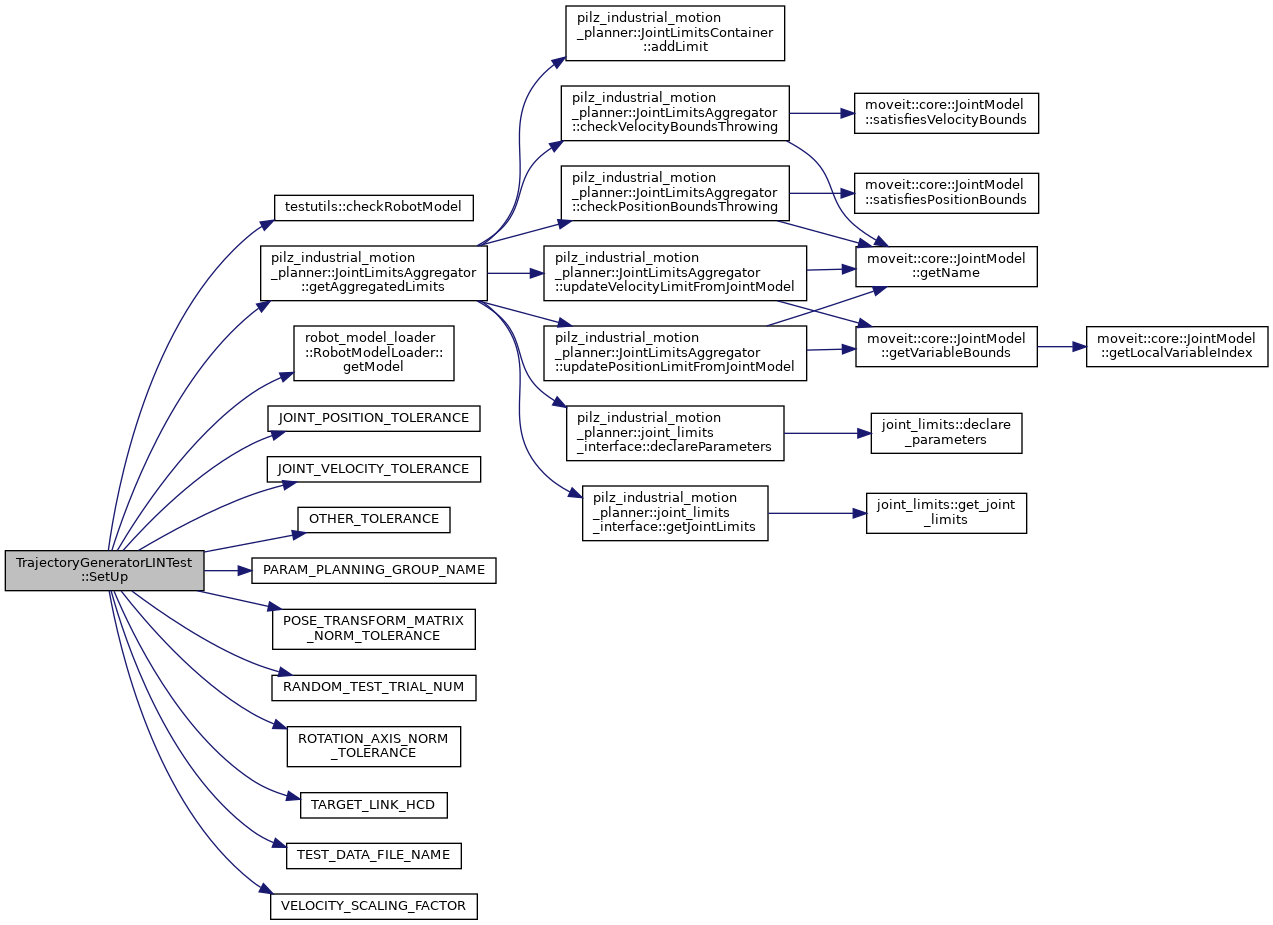 TrajectoryGeneratorLINTest
::SetUp
testutils::checkRobotModel
pilz_industrial_motion
_planner::JointLimitsAggregator
::getAggregatedLimits
robot_model_loader
::RobotModelLoader::
getModel
JOINT_POSITION_TOLERANCE
JOINT_VELOCITY_TOLERANCE
OTHER_TOLERANCE
PARAM_PLANNING_GROUP_NAME
POSE_TRANSFORM_MATRIX
_NORM_TOLERANCE
RANDOM_TEST_TRIAL_NUM
ROTATION_AXIS_NORM
_TOLERANCE
TARGET_LINK_HCD
TEST_DATA_FILE_NAME
VELOCITY_SCALING_FACTOR
pilz_industrial_motion
_planner::JointLimitsContainer
::addLimit
pilz_industrial_motion
_planner::JointLimitsAggregator
::checkVelocityBoundsThrowing
pilz_industrial_motion
_planner::JointLimitsAggregator
::checkPositionBoundsThrowing
pilz_industrial_motion
_planner::JointLimitsAggregator
::updateVelocityLimitFromJointModel
pilz_industrial_motion
_planner::JointLimitsAggregator
::updatePositionLimitFromJointModel
pilz_industrial_motion
_planner::joint_limits
_interface::declareParameters
pilz_industrial_motion
_planner::joint_limits
_interface::getJointLimits
moveit::core::JointModel
::satisfiesVelocityBounds
moveit::core::JointModel
::satisfiesPositionBounds
moveit::core::JointModel
::getName
moveit::core::JointModel
::getVariableBounds
joint_limits::declare
_parameters
joint_limits::get_joint
_limits
moveit::core::JointModel
::getLocalVariableIndex